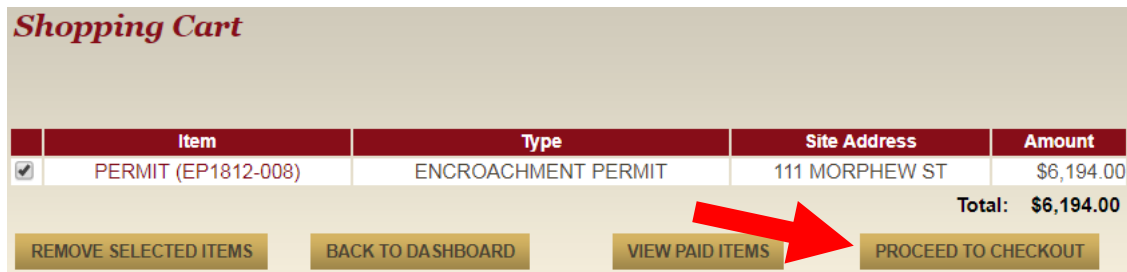 Shopping Cart
Item Type Site Address Amount
PERMIT (EP1812-008) ENCROACHMENT PERMIT 111 MORPHEW ST $6,194.00
Total: $6,194.00
REMOVE SELECTED ITEMS BACK TO DASHBOARD VIEW PAID ITEMS PROCEED TO CHECKOUT